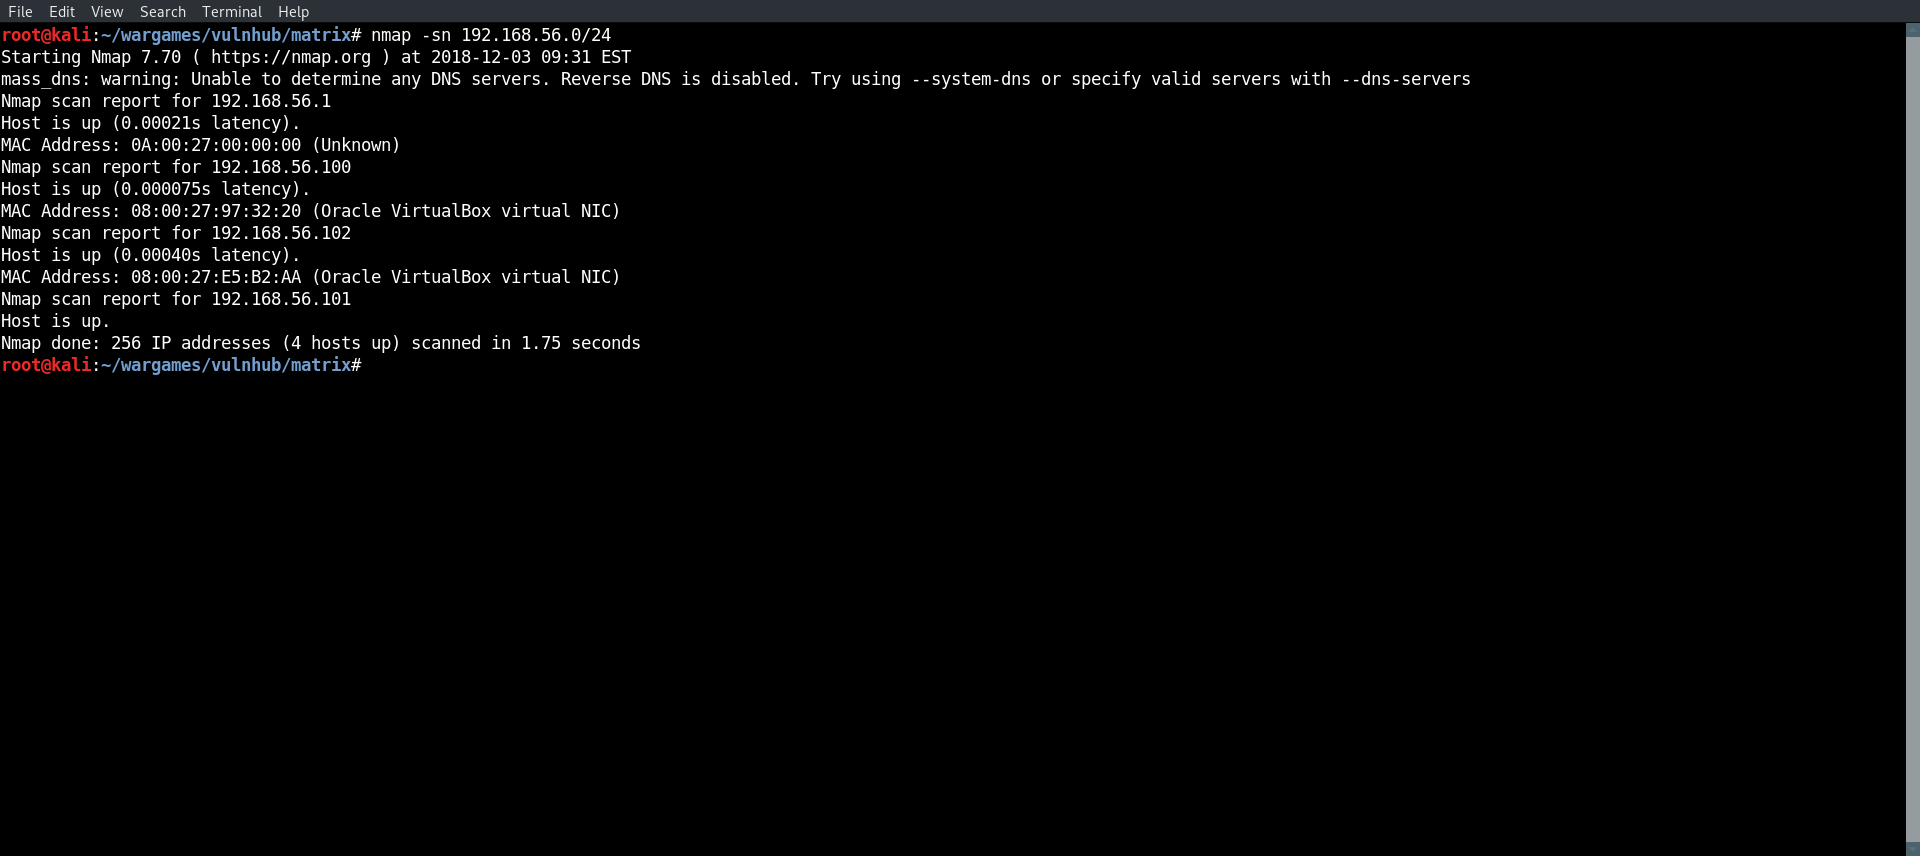 File Edit View Search Terminal Help
root@kali:~/wargames/vulnhub/matrix# nmap -sn 192.168.56.0/24
Starting Nmap 7.70 ( https://nmap.org ) at 2018-12-03 09:31 EST
mass_dns: warning: Unable to determine any DNS servers. Reverse DNS is disabled. Try using --system-dns or specify valid servers with --dns-servers
Nmap scan report for 192.168.56.1
Host is up (0.00021s latency).
MAC Address: 0A:00:27:00:00:00 (Unknown)
Nmap scan report for 192.168.56.100
Host is up (0.000075s latency).
MAC Address: 08:00:27:97:32:20 (Oracle VirtualBox virtual NIC)
Nmap scan report for 192.168.56.102
Host is up (0.00040s latency).
MAC Address: 08:00:27:E5:B2:AA (Oracle VirtualBox virtual NIC)
Nmap scan report for 192.168.56.101
Host is up.
Nmap done: 256 IP addresses (4 hosts up) scanned in 1.75 seconds
root@kali:~/wargames/vulnhub/matrix#